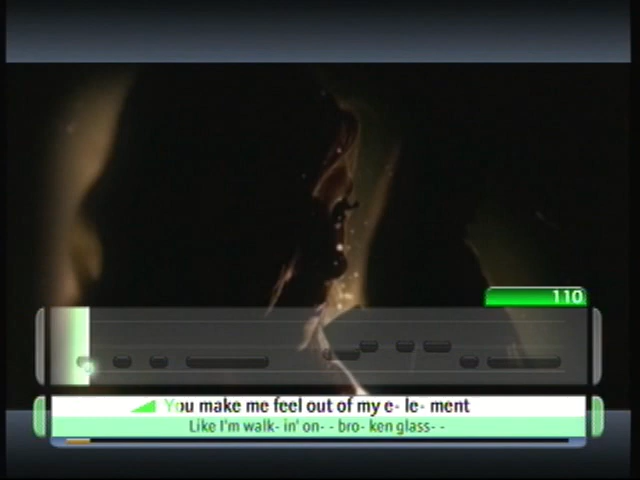 110
You make me feel out of my e- le- ment
Like I'm walk- in' on- - bro- ken glass- -